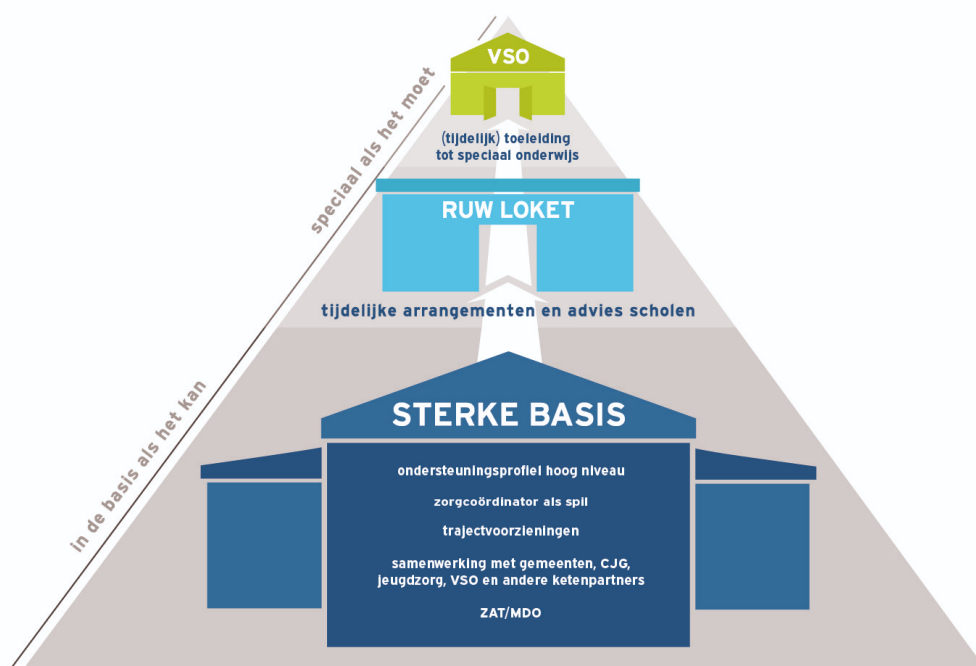 VSO
(tijdelijk) toeleiding
tot speciaal onderwijs
speciaal als het moet
RUW LOKET
tijdelijke arrangementen en advies scholen
in de basis als het kan
STERKE BASIS
ondersteuningsprofiel hoog niveau
zorgcoördinator als spil
trajectvoorzieningen
samenwerking met gemeenten, CJG,
jeugdzorg, VSO en andere ketenpartners
ZAT/MDO